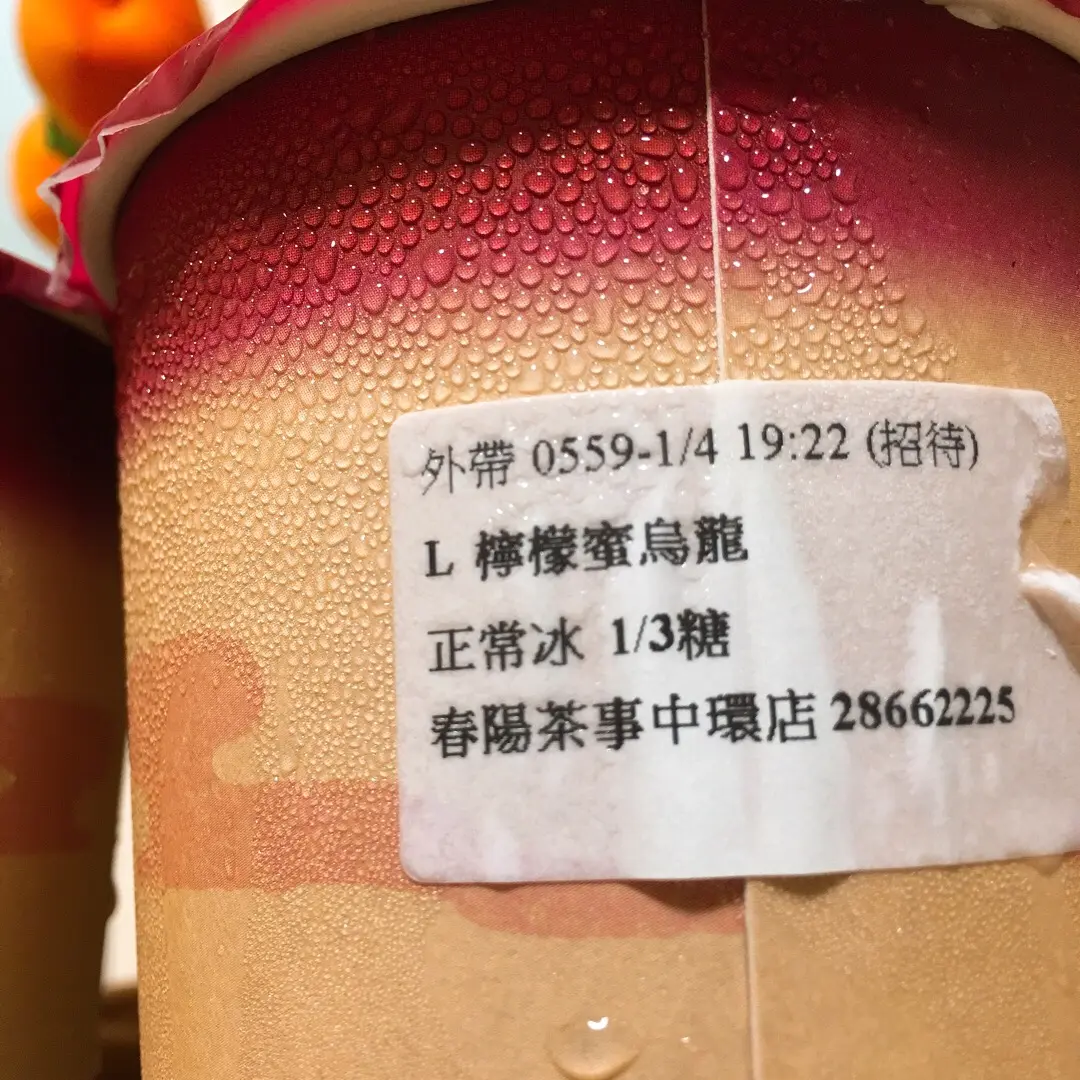 外帶 0559-1/4 19:22 (招待)
L 檸檬蜜烏龍
正常冰 1/3糖
春陽茶事中環店 28662225